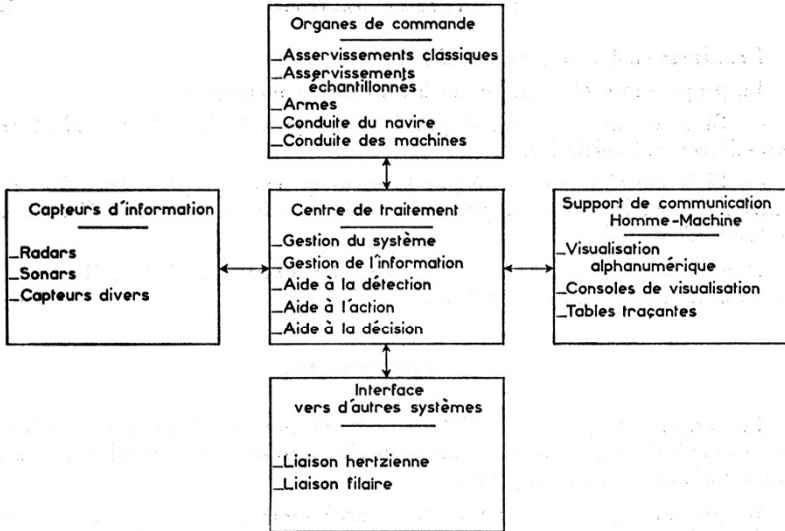 Organes de commande
_Asservissements classiques
_Asservissements
échantillonnés
_Armes
_Conduite du navire
_Conduite des machines
Capteurs d'information
_Radars
_Sonars
_Capteurs divers
Centre de traitement
_Gestion du système
_Gestion de l'information
_Aide à la détection
_Aide à l'action
_Aide à la décision
Support de communication
Homme-Machine
_Visualisation
alphanumérique
_Consoles de visualisation
_Tables traçantes
Interface
vers d'autres systèmes
_Liaison hertzienne
_Liaison filaire